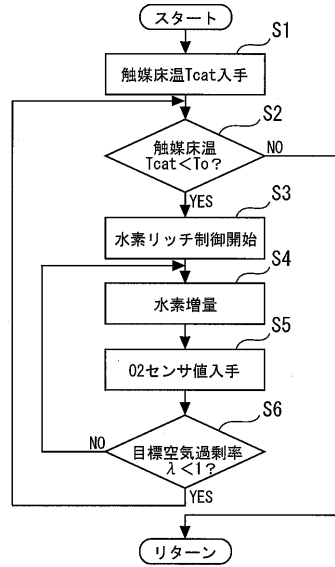 スタート
S1
触媒床温Tcat入手
S2
触媒床温
Tcat<To?
NO
YES
S3
水素リッチ制御開始
S4
水素増量
S5
O2センサ値入手
S6
目標空気過剰率
λ<1?
NO
YES
リターン